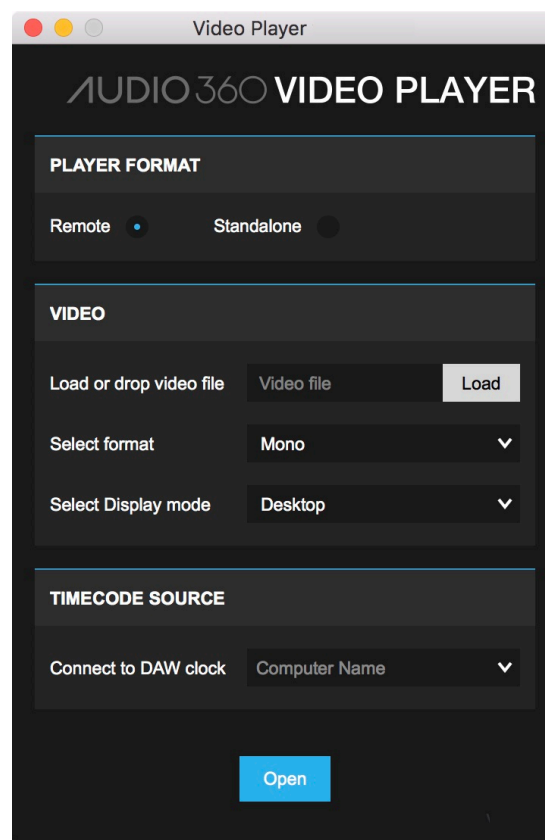 Video Player
AUDIO360 VIDEO PLAYER
PLAYER FORMAT
Remote Standalone
VIDEO
Load or drop video file Video file Load
Select format Mono
Select Display mode Desktop
TIMECODE SOURCE
Connect to DAW clock Computer Name
Open